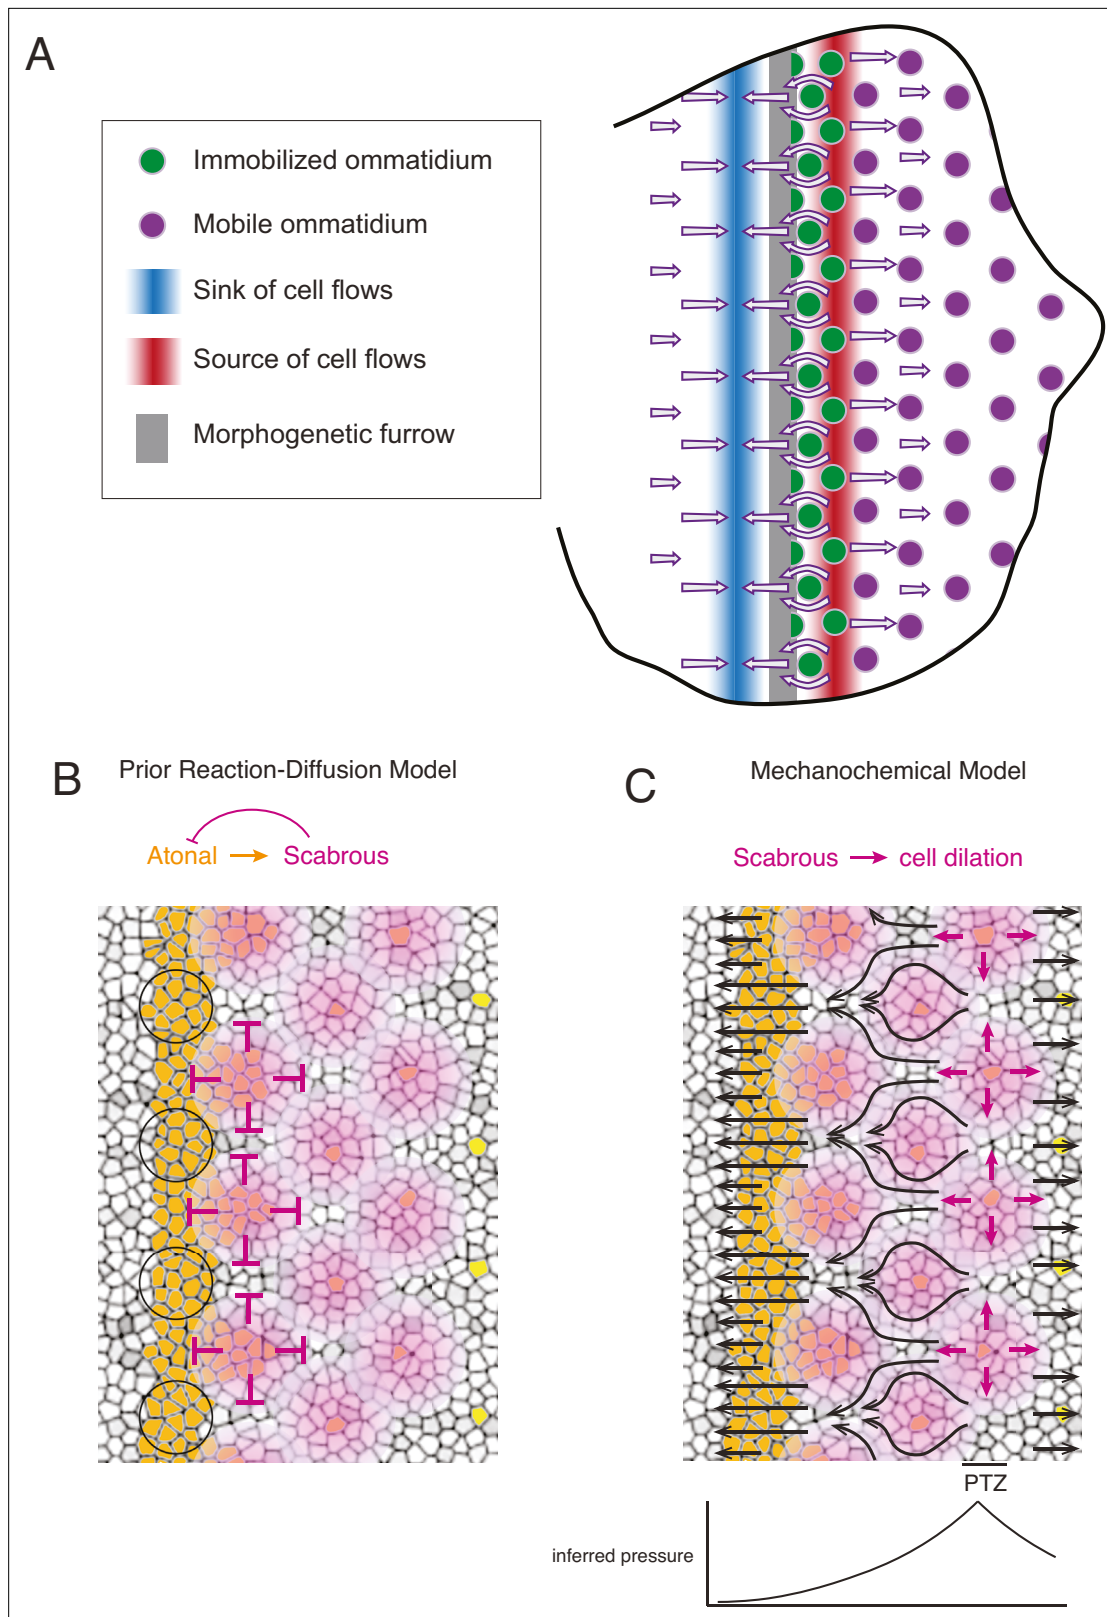 A
Immobilized ommatidium
Mobile ommatidium
Sink of cell flows
Source of cell flows
Morphogenetic furrow
B
Prior Reaction-Diffusion Model
Atonal
Scabrous
C
Mechanochemical Model
Scabrous
cell dilation
PTZ
inferred pressure